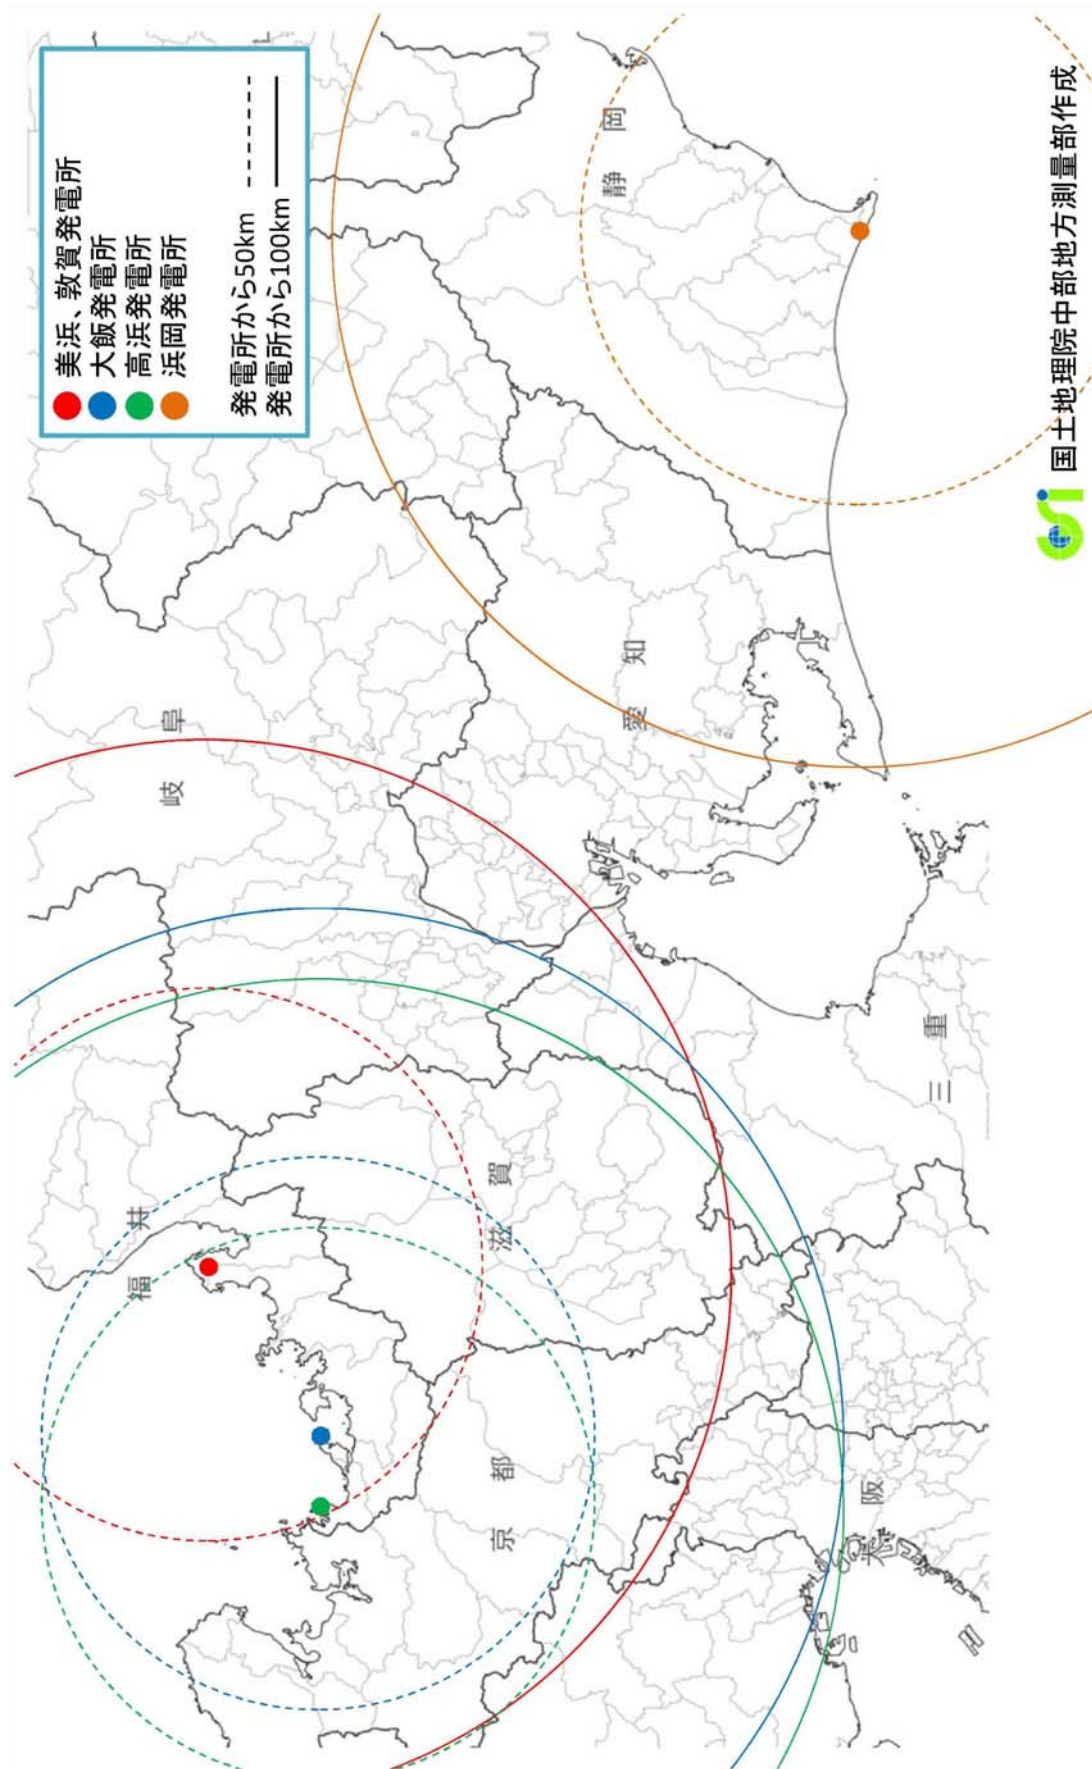 美浜、敦賀発電所
大飯発電所
高浜発電所
浜岡発電所
発電所から50km
発電所から100km
福井
岐阜
静岡
愛知
滋賀
京都
大阪
三重
国土地理院中部地方測量部作成